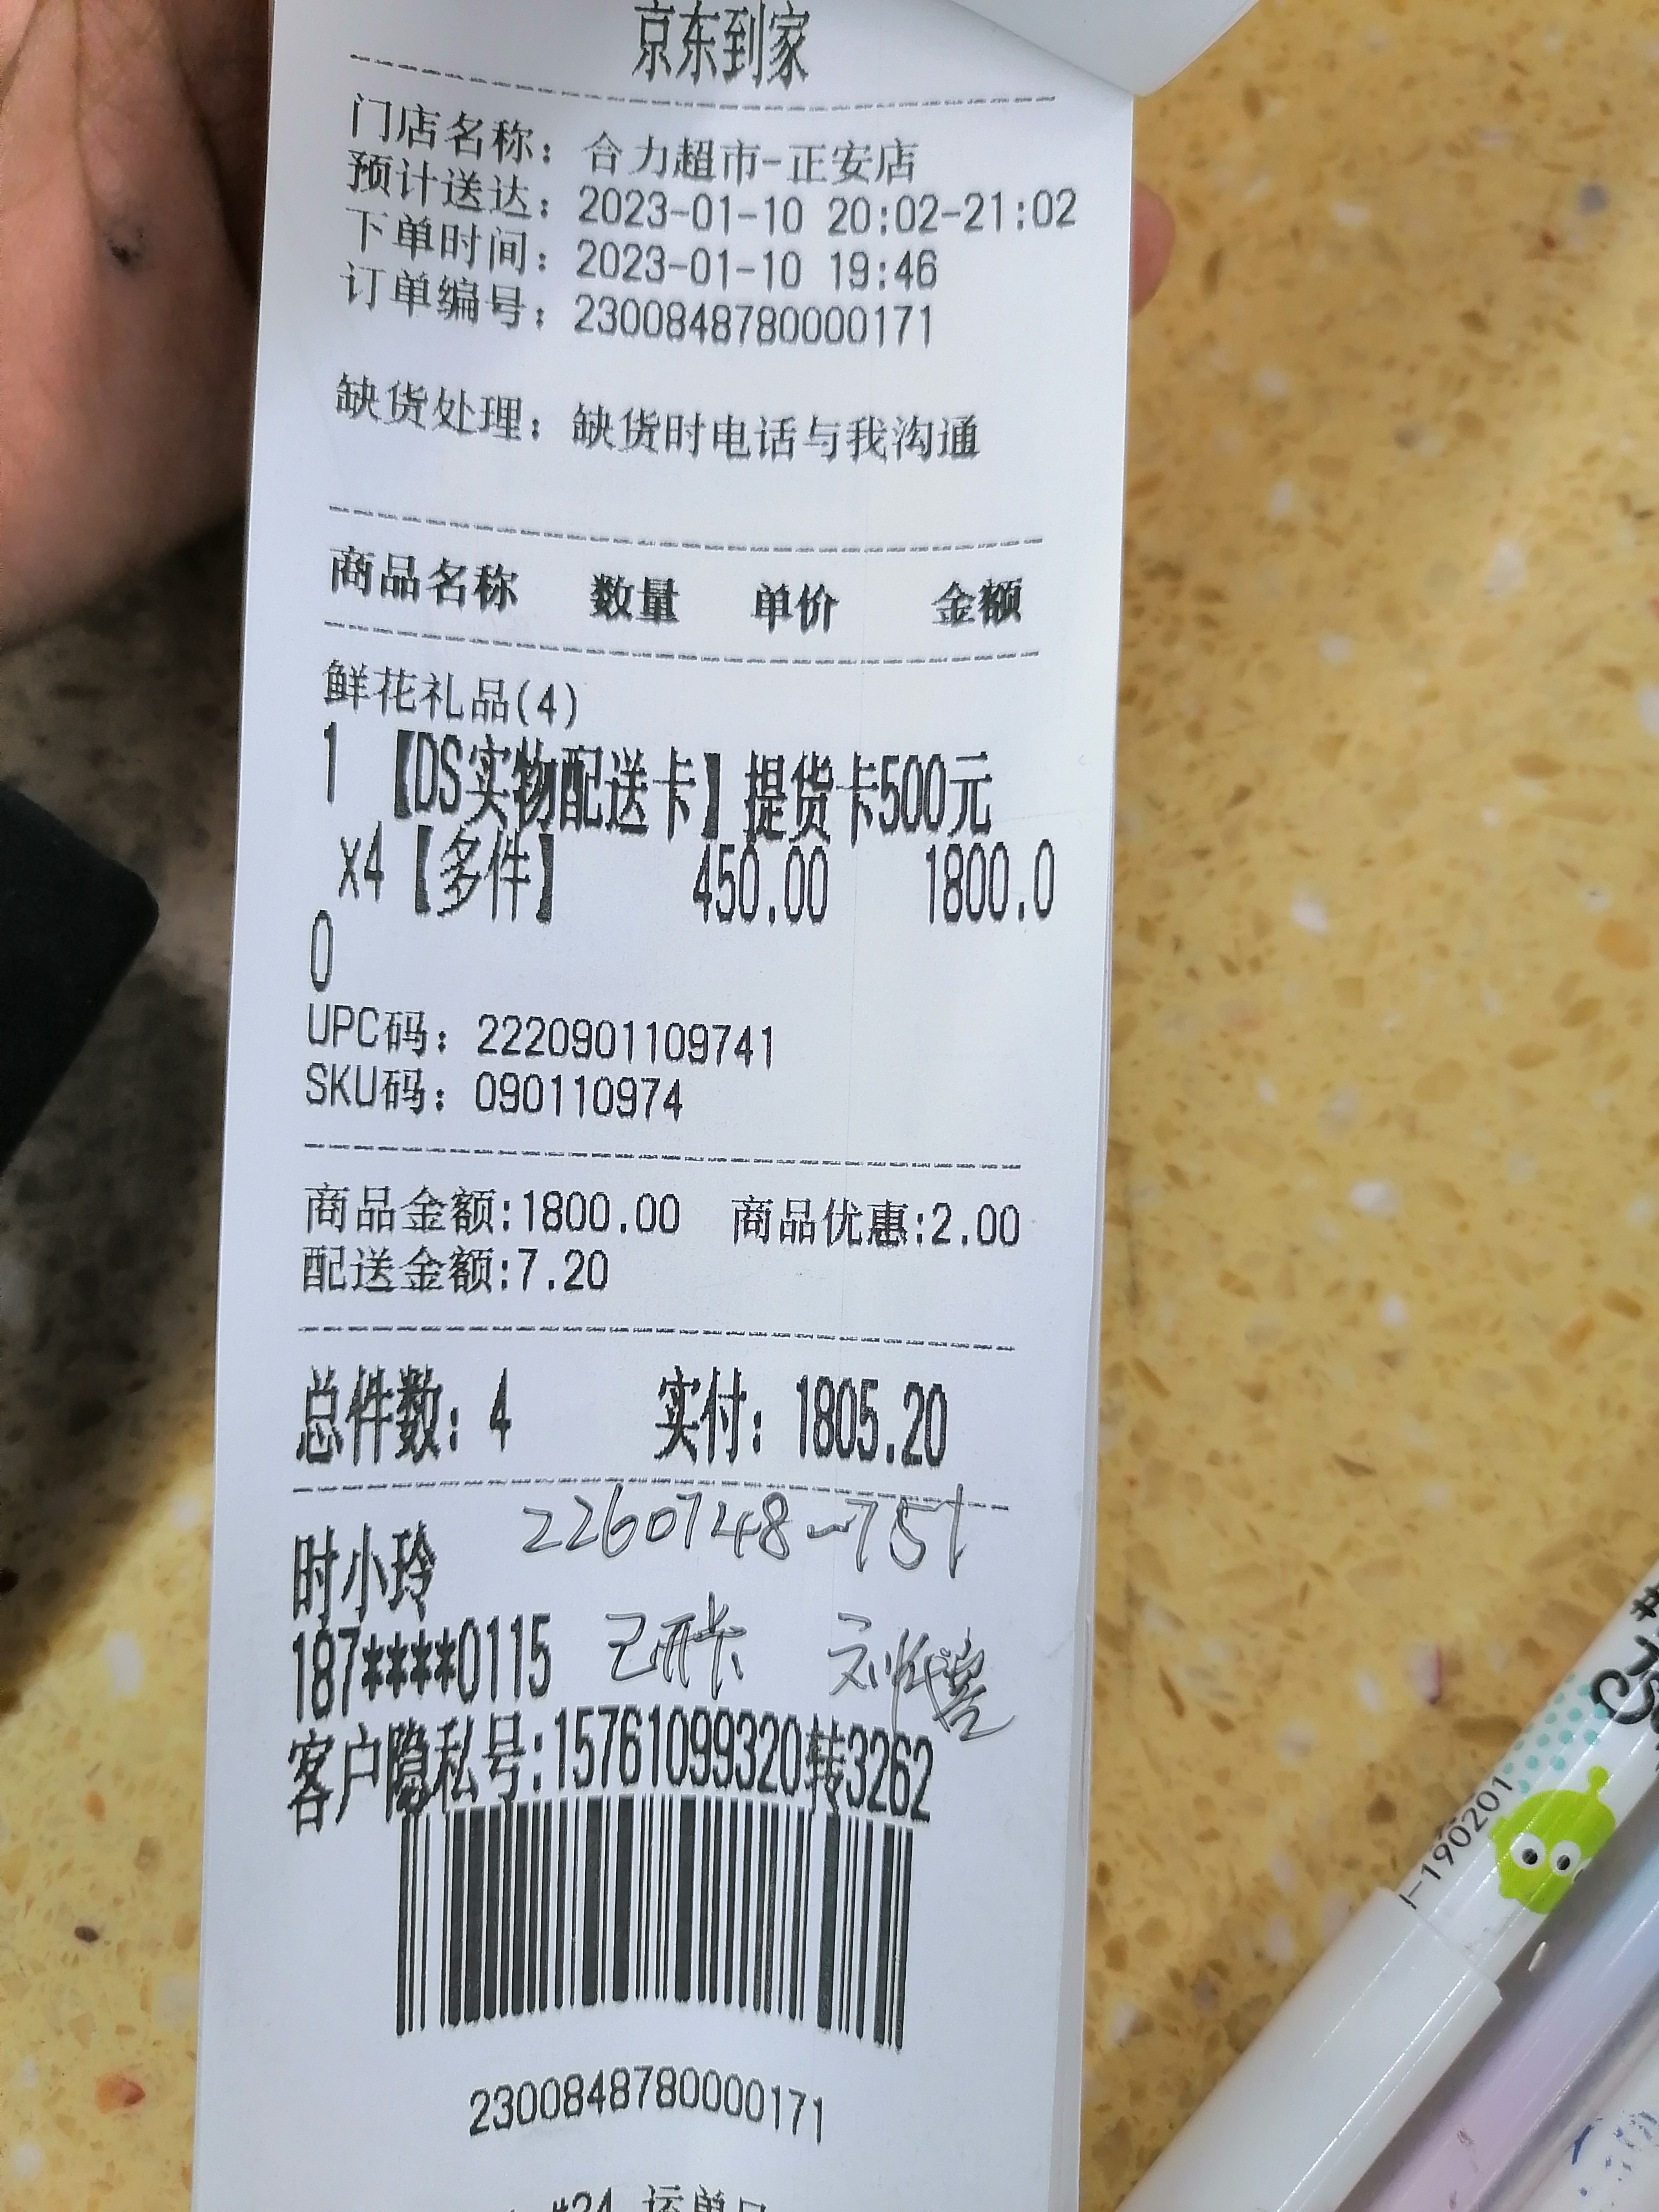 京东到家
门店名称：合力超市-正安店
预计送达：2023-01-10 20:02-21:02
下单时间：2023-01-10 19:46
订单编号：2300848780000171
缺货处理：缺货时电话与我沟通
商品名称 数量 单价 金额
鲜花礼品(4)
1 【DS实物配送卡】提货卡500元
x4【多件】 450.00 1800.0
0
UPC码：2220901109741
SKU码：090110974
商品金额:1800.00 商品优惠:2.00
配送金额:7.20
总件数：4 实付：1805.20
2260748-751
时小玲
187****0115 已开卡
客户隐私号:15761099320转3262
2300848780000171
#24
I-190201